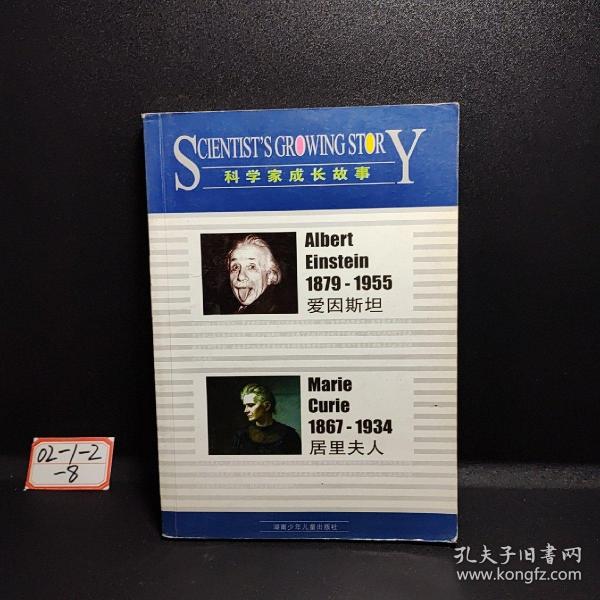 SCIENTIST'S GROWING STORY
科学家成长故事
Albert
Einstein
1879 - 1955
爱因斯坦
Marie
Curie
1867 - 1934
居里夫人
湖南少年儿童出版社
02-1-2
-8
孔夫子旧书网
www.kongfz.com